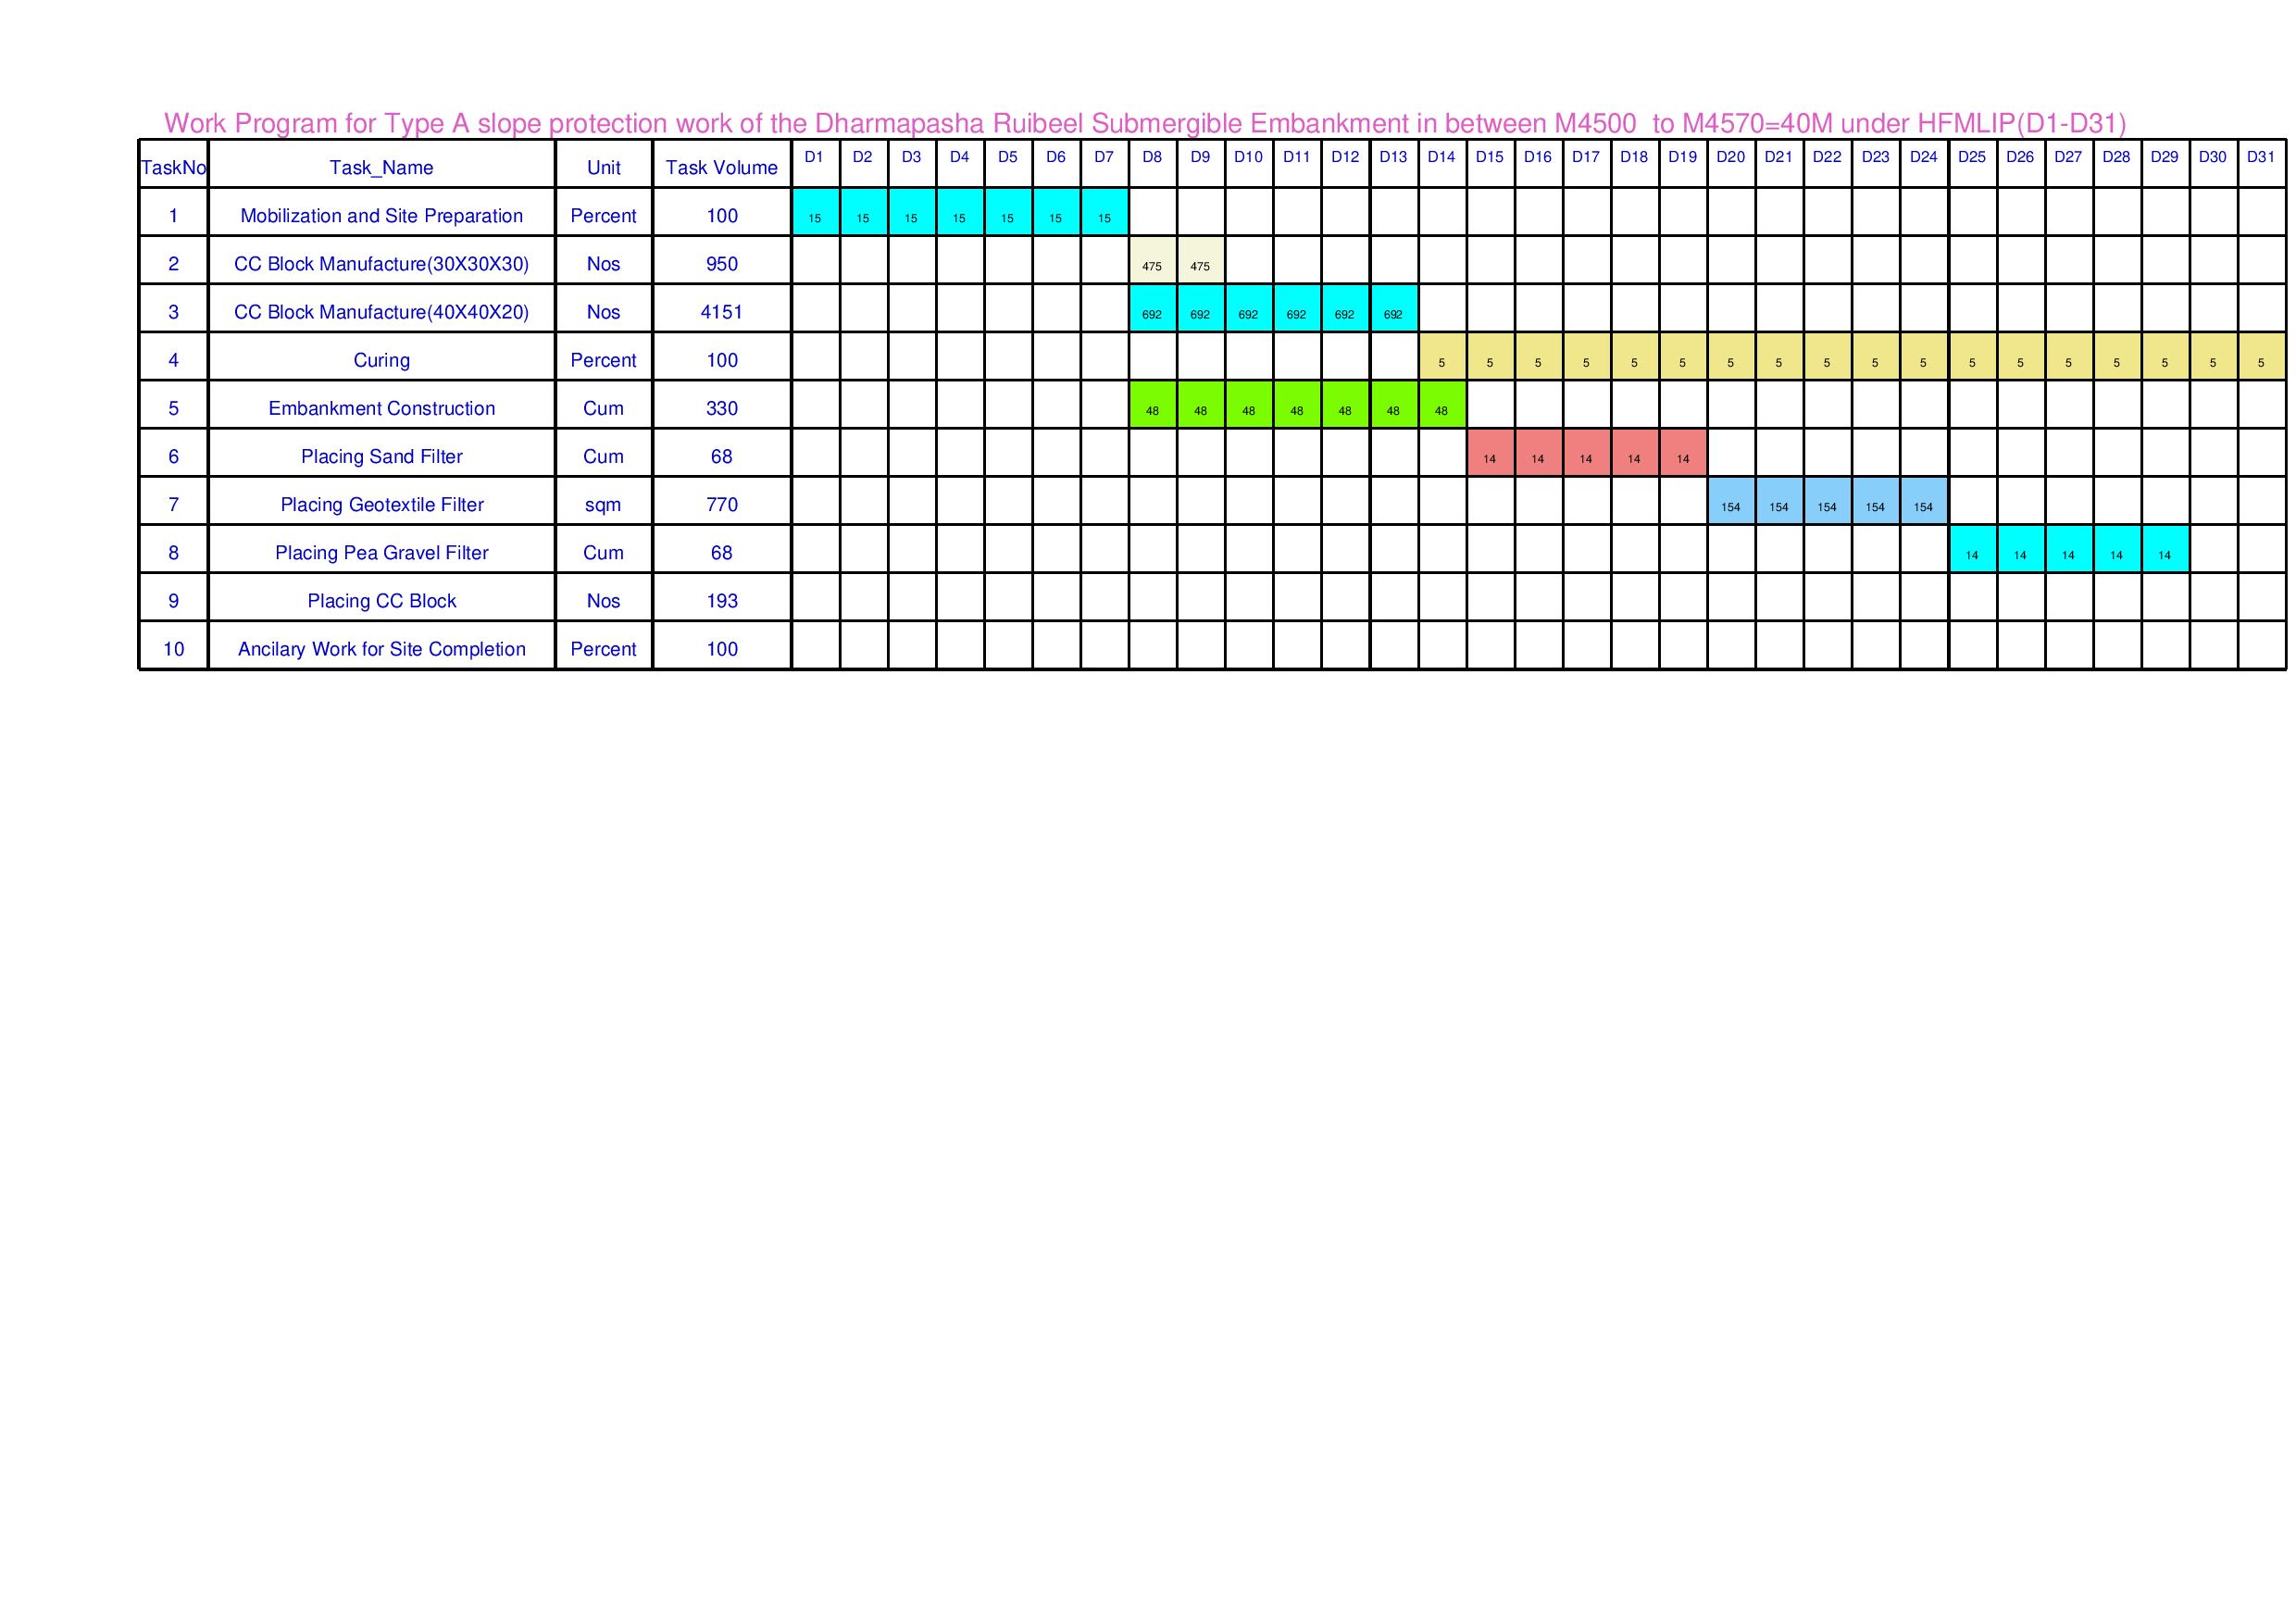 Work Program for Type A slope protection work of the Dharmapasha Ruibeel Submergible Embankment in between M4500  to M4570=40M under HFMLIP(D1-D31)
TaskNo Task_Name Unit Task Volume D1 D2 D3 D4 D5 D6 D7 D8 D9 D10 D11 D12 D13 D14 D15 D16 D17 D18 D19 D20 D21 D22 D23 D24 D25 D26 D27 D28 D29 D30 D31
1 Mobilization and Site Preparation Percent 100 15 15 15 15 15 15 15
2 CC Block Manufacture(30X30X30) Nos 950 475 475
3 CC Block Manufacture(40X40X20) Nos 4151 692 692 692 692 692 692
4 Curing Percent 100 5 5 5 5 5 5 5 5 5 5 5 5 5 5 5 5 5 5
5 Embankment Construction Cum 330 48 48 48 48 48 48 48
6 Placing Sand Filter Cum 68 14 14 14 14 14
7 Placing Geotextile Filter sqm 770 154 154 154 154 154
8 Placing Pea Gravel Filter Cum 68 14 14 14 14 14
9 Placing CC Block Nos 193
10 Ancilary Work for Site Completion Percent 100